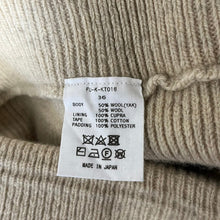 PU-K-KT018
36
BODY 50% WOOL(YAK)
50% WOOL
LINING 100% CUPRA
TAPE 100% COTTON
PADDING 100% POLYESTER
MADE IN JAPAN